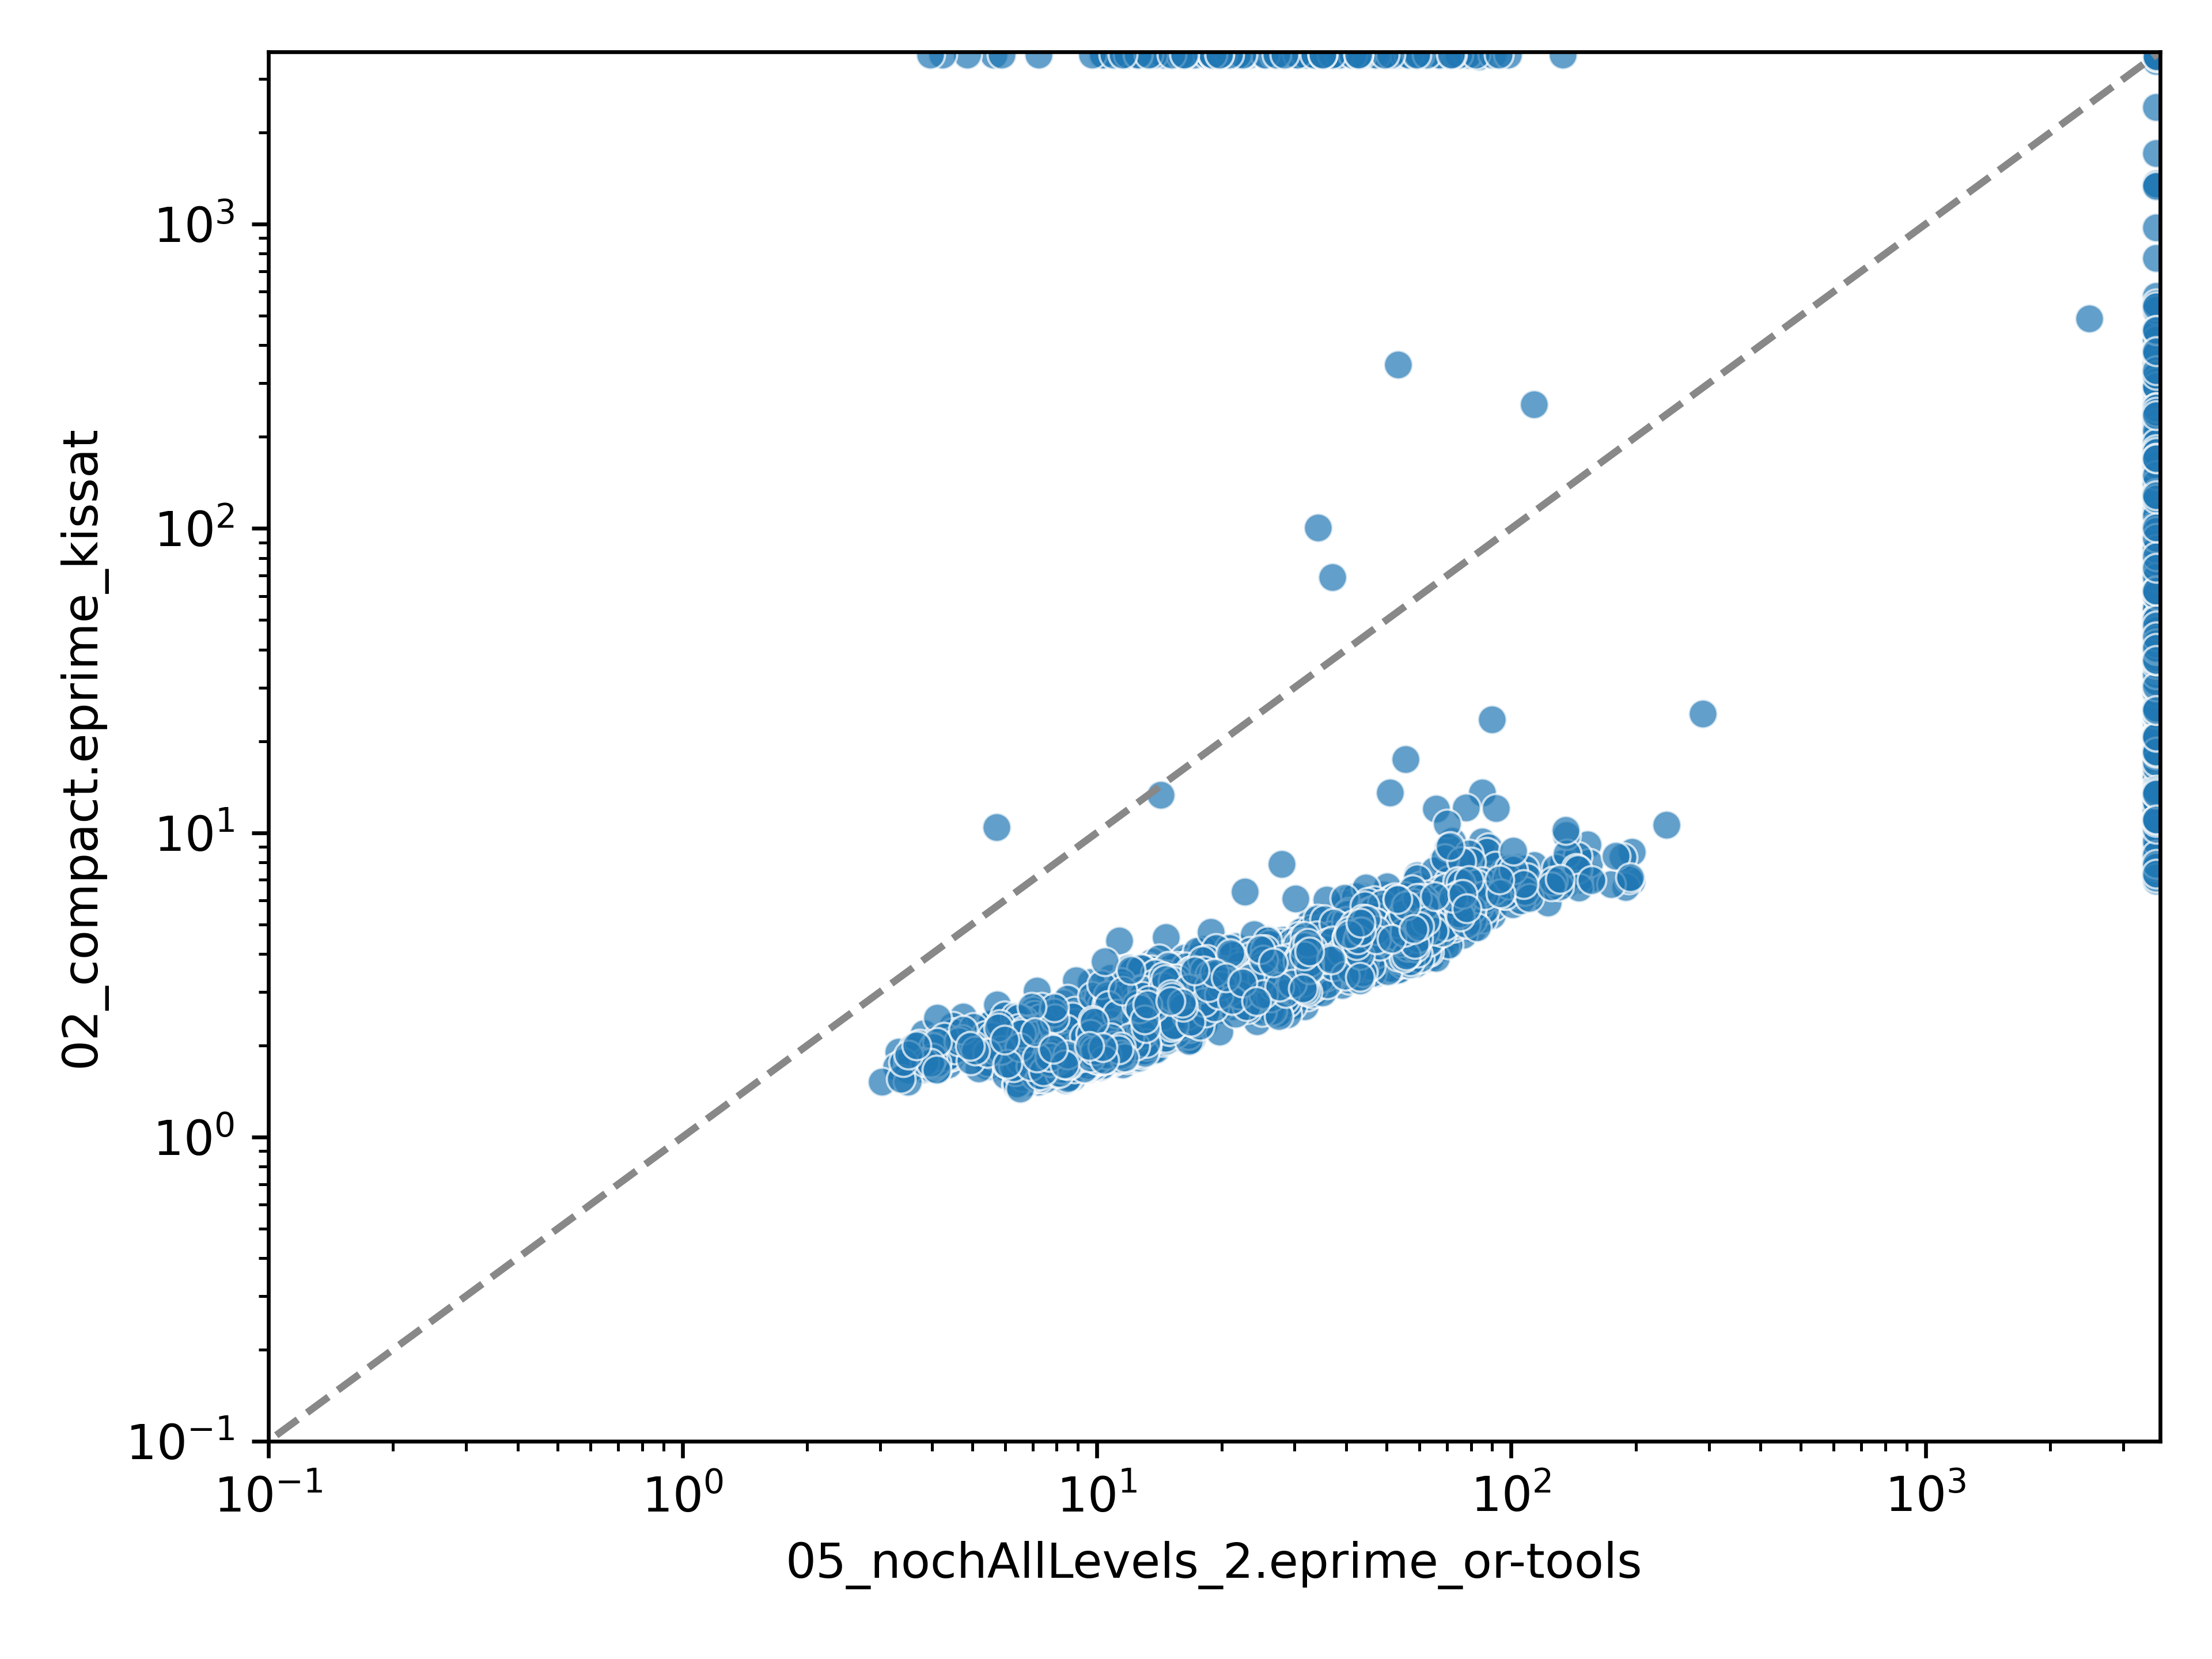 10³
10²
10¹
10⁰
10⁻¹
02_compact.eprime_kissat
10⁻¹ 10⁰ 10¹ 10² 10³
05_nochAllLevels_2.eprime_or-tools